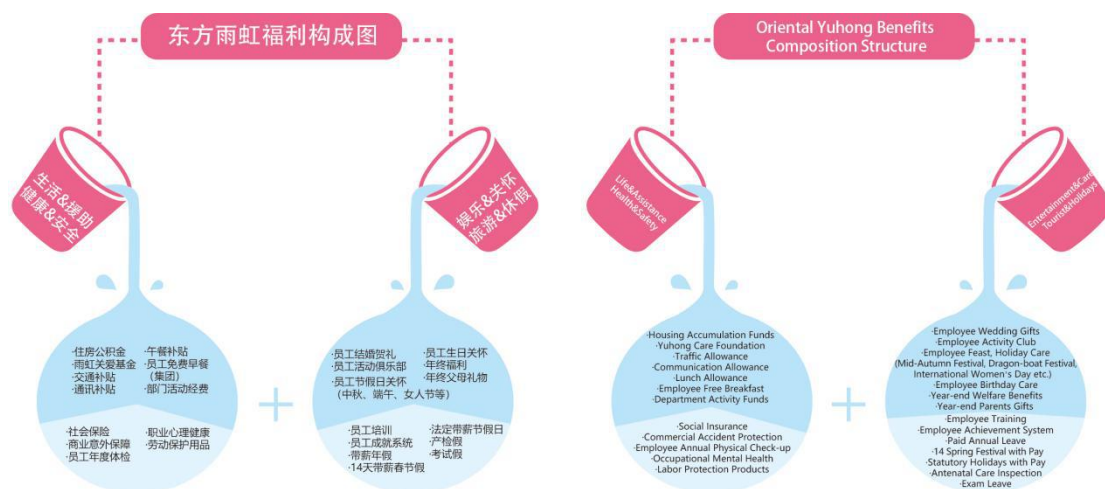 东方雨虹福利构成图
生活&援助
健康&安全
娱乐&关怀
旅游&休假
·住房公积金
·雨虹关爱基金
·交通补贴
·通讯补贴
·午餐补贴
·员工免费早餐
（集团）
·部门活动经费
·社会保险
·商业意外保障
·员工年度体检
·职业心理健康
·劳动保护用品
·员工结婚贺礼
·员工活动俱乐部
·员工节假日关怀
（中秋、端午、女人节等）
·员工生日关怀
·年终福利
·年终父母礼物
·员工培训
·员工成就系统
·带薪年假
·14天带薪春节假
·法定带薪节假日
·产检假
·考试假
Oriental Yuhong Benefits
Composition Structure
Life&Assistance
Health&Safety
Entertainment&Care
Tourist&Holidays
·Housing Accumulation Funds
·Yuhong Care Foundation
·Traffic Allowance
·Communication Allowance
·Lunch Allowance
·Employee Free Breakfast
·Department Activity Funds
·Social Insurance
·Commercial Accident Protection
·Employee Annual Physical Check-up
·Occupational Mental Health
·Labor Protection Products
·Employee Wedding Gifts
·Employee Activity Club
·Employee Feast, Holiday Care
(Mid-Autumn Festival, Dragon-boat Festival,
International Women's Day etc.)
·Employee Birthday Care
·Year-end Welfare Benefits
·Year-end Parents Gifts
·Employee Training
·Employee Achievement System
·Paid Annual Leave
·14 Spring Festival with Pay
·Statutory Holidays with Pay
·Antenatal Care Inspection
·Exam Leave